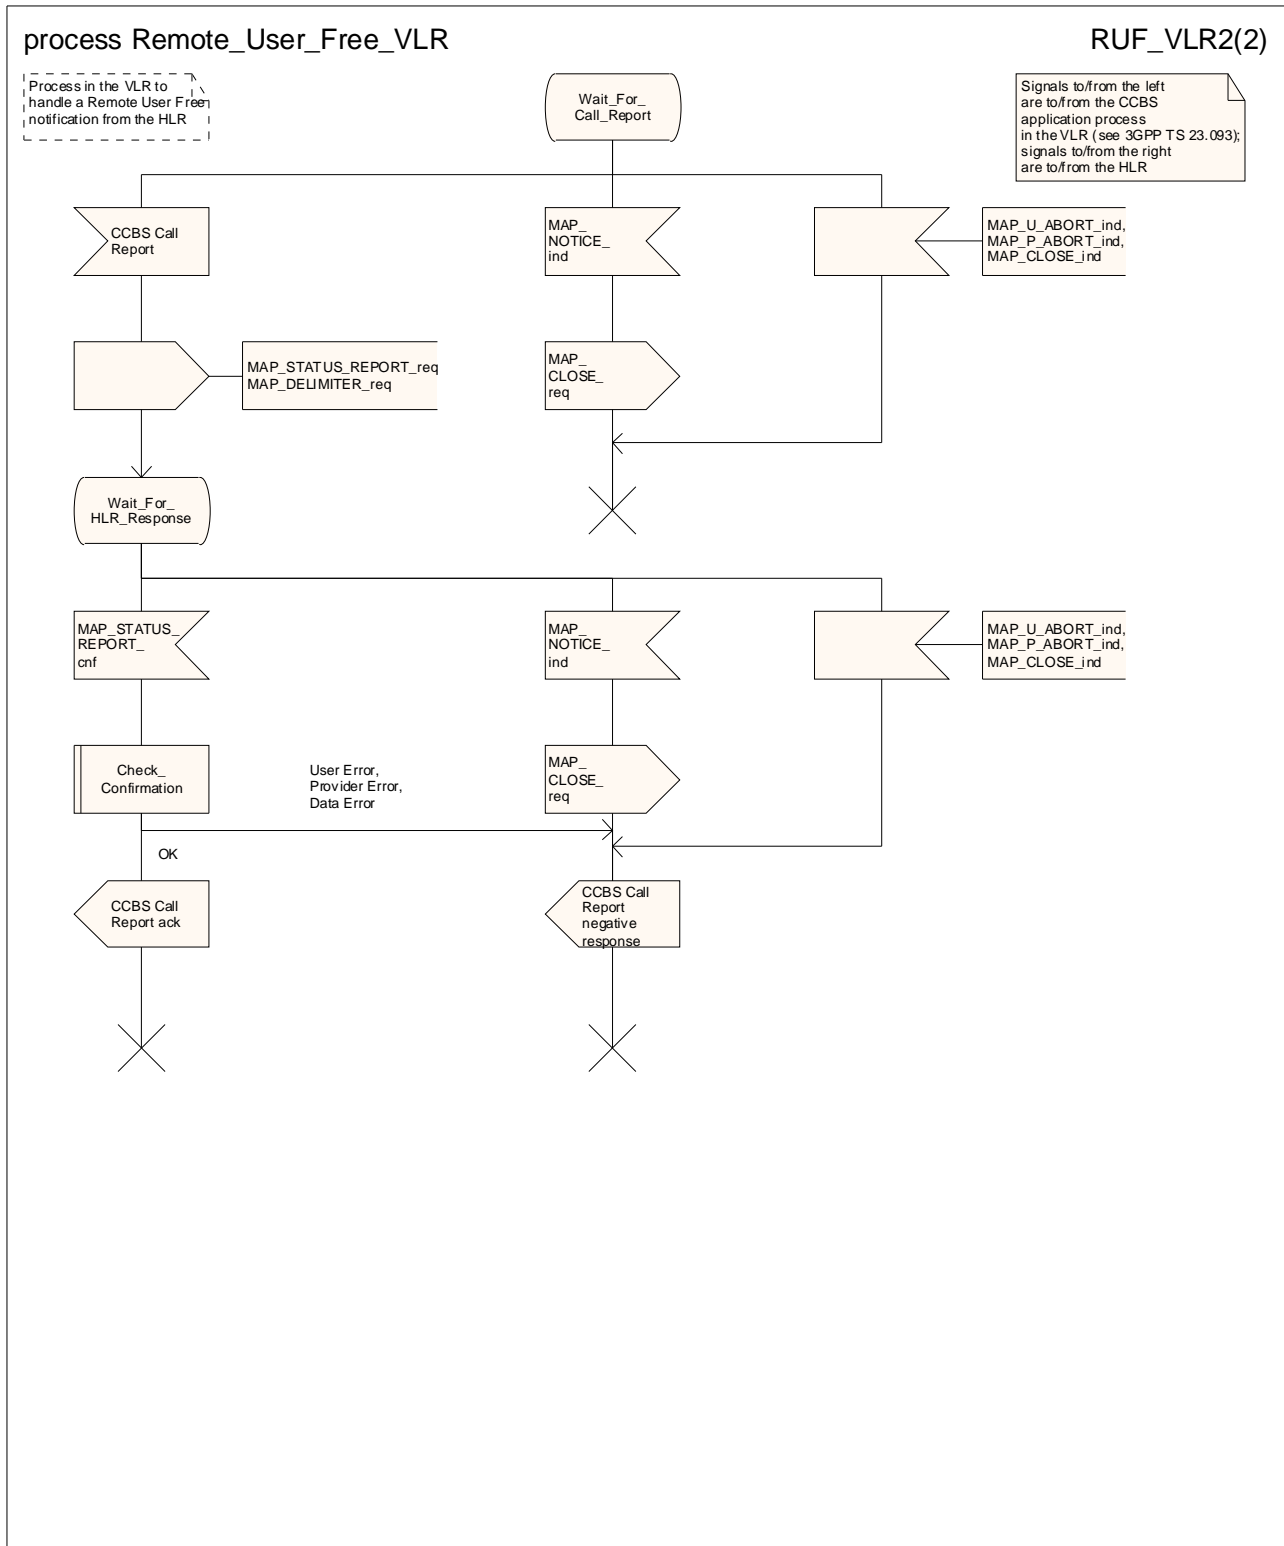 process Remote_User_Free_VLR
RUF_VLR2(2)
Process in the VLR to
handle a Remote User Free
notification from the HLR
Wait_For_
Call_Report
Signals to/from the left
are to/from the CCBS
application process
in the VLR (see 3GPP TS 23.093);
signals to/from the right
are to/from the HLR
CCBS Call
Report
MAP_
NOTICE_
ind
MAP_U_ABORT_ind,
MAP_P_ABORT_ind,
MAP_CLOSE_ind
MAP_STATUS_REPORT_req
MAP_DELIMITER_req
MAP_
CLOSE_
req
Wait_For_
HLR_Response
MAP_STATUS_
REPORT_
cnf
MAP_
NOTICE_
ind
MAP_U_ABORT_ind,
MAP_P_ABORT_ind,
MAP_CLOSE_ind
Check_
Confirmation
User Error,
Provider Error,
Data Error
MAP_
CLOSE_
req
OK
CCBS Call
Report ack
CCBS Call
Report
negative
response